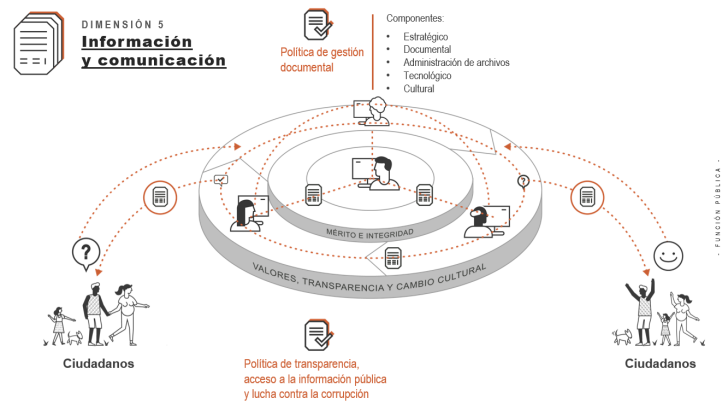 DIMENSIÓN 5
Información
y comunicación
Política de gestión
documental
Componentes:
• Estratégico
• Documental
• Administración de archivos
• Tecnológico
• Cultural
?
?
MÉRITO E INTEGRIDAD
VALORES, TRANSPARENCIA Y CAMBIO CULTURAL
- FUNCIÓN PÚBLICA -
Ciudadanos
Ciudadanos
Política de transparencia,
acceso a la información pública
y lucha contra la corrupción